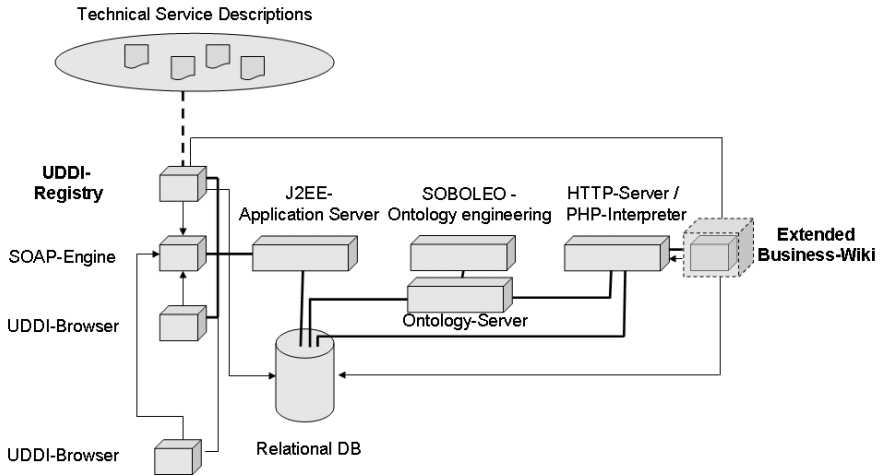 Technical Service Descriptions
UDDI-
Registry
J2EE-
Application Server
SOBOLEO -
Ontology engineering
HTTP-Server /
PHP-Interpreter
Extended
Business-Wiki
SOAP-Engine
UDDI-Browser
Ontology-Server
Relational DB
UDDI-Browser